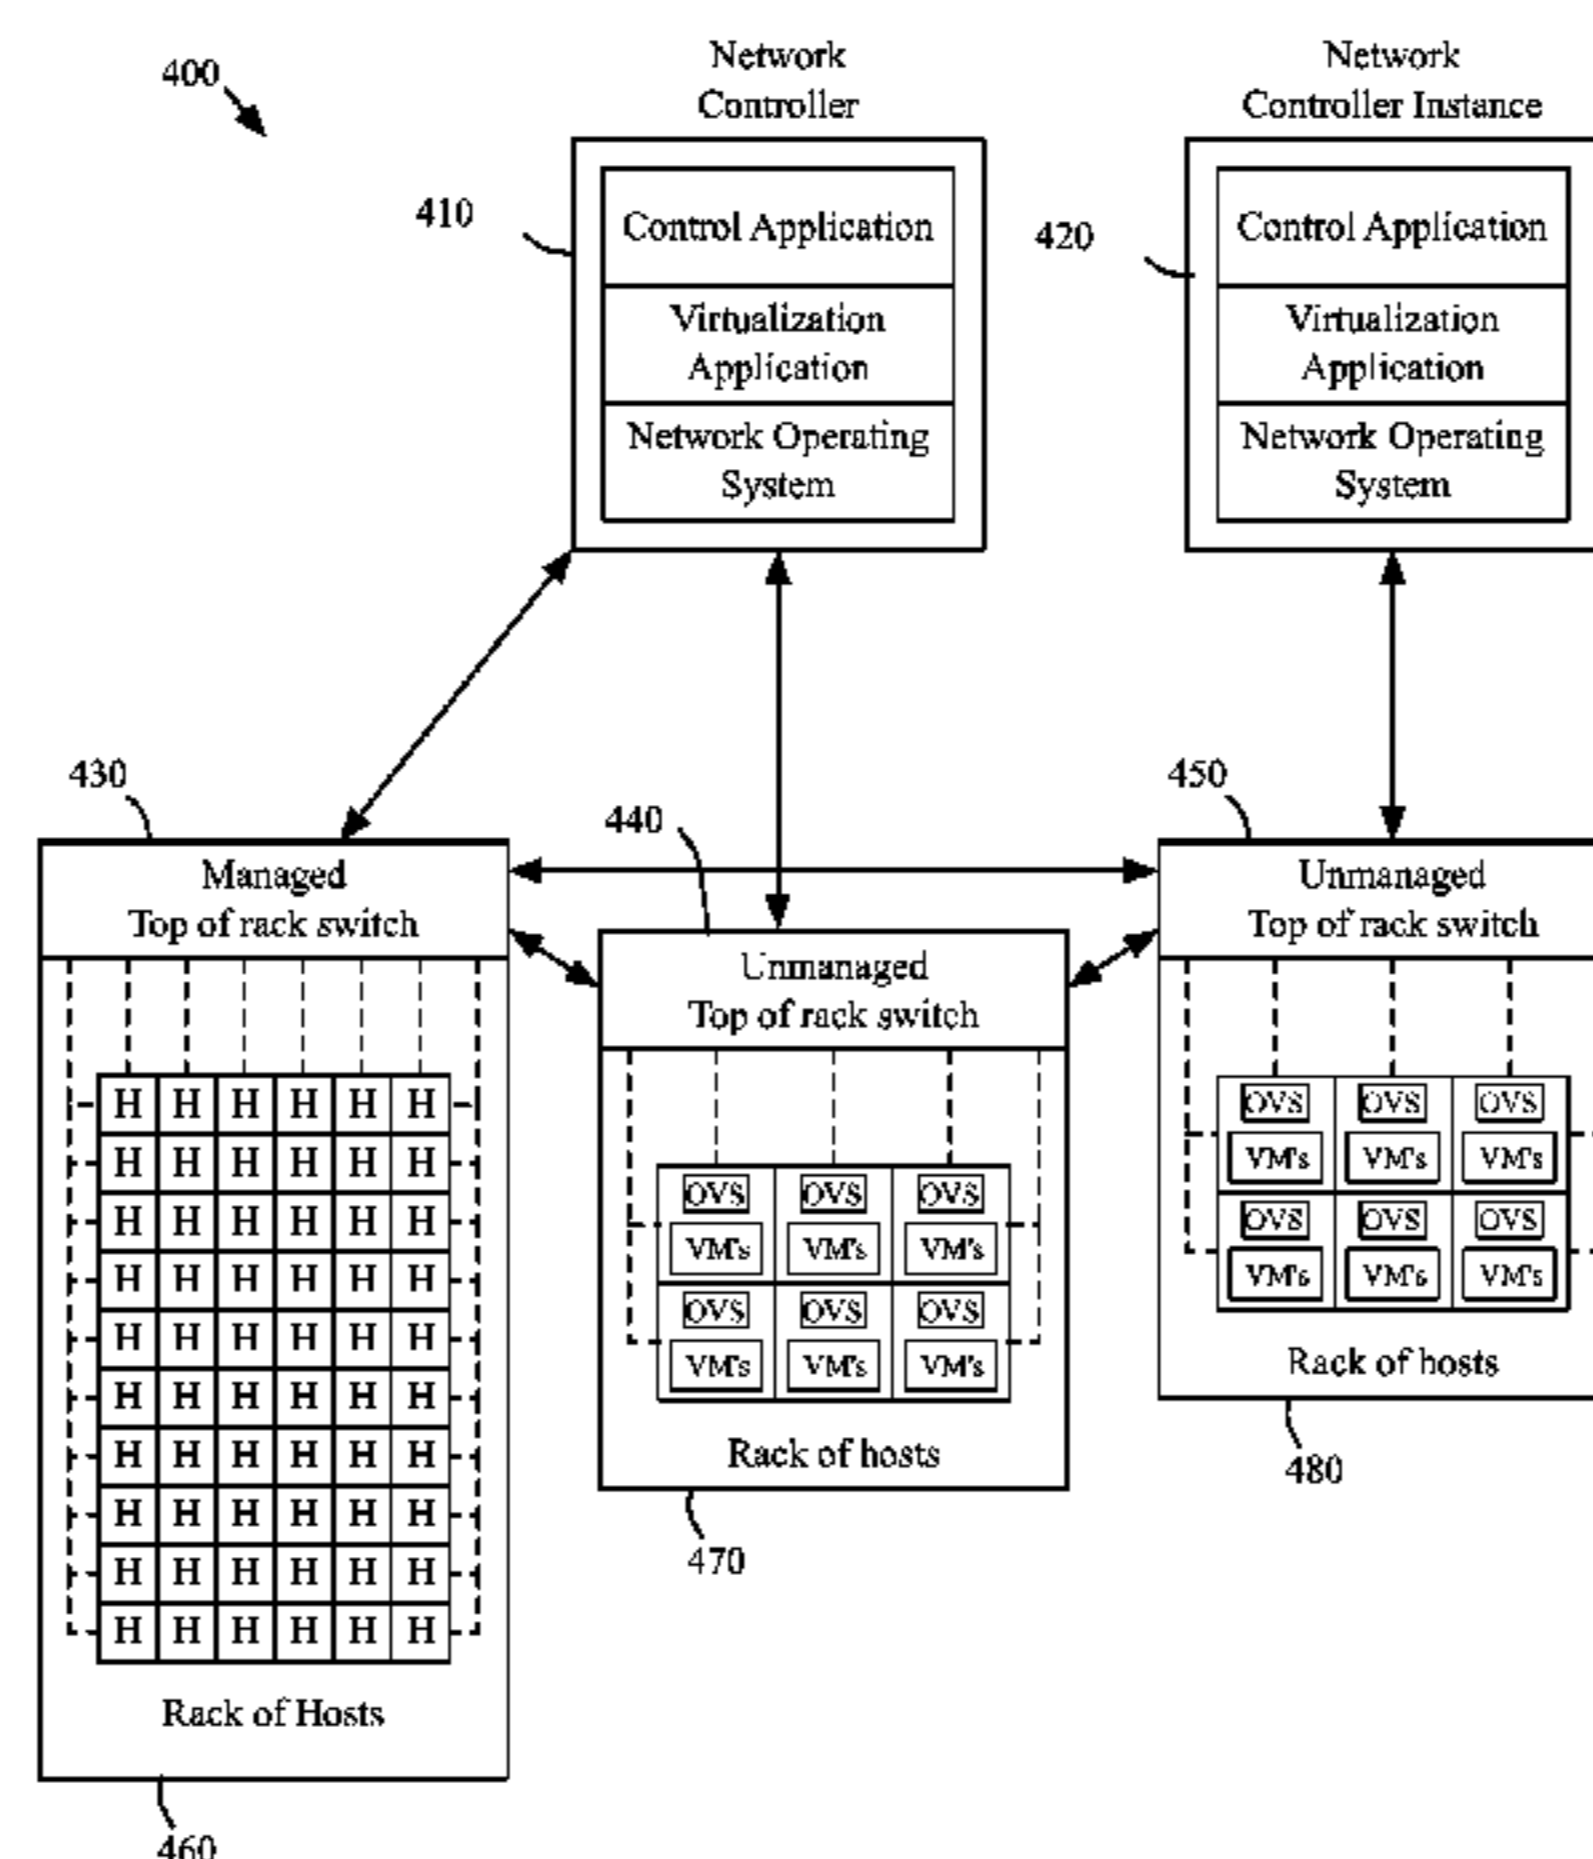 400
Network
Controller
Network
Controller Instance
410
Control Application
Virtualization
Application
Network Operating
System
420
Control Application
Virtualization
Application
Network Operating
System
430
Managed
Top of rack switch
440
Unmanaged
Top of rack switch
450
Unmanaged
Top of rack switch
H H H H H H
H H H H H H
H H H H H H
H H H H H H
H H H H H H
H H H H H H
H H H H H H
H H H H H H
H H H H H H
H H H H H H
Rack of Hosts
460
OVS OVS OVS
VM's VM's VM's
OVS OVS OVS
VM's VM's VM's
Rack of hosts
470
OVS OVS OVS
VM's VM's VM's
OVS OVS OVS
VM's VM's VM's
Rack of hosts
480